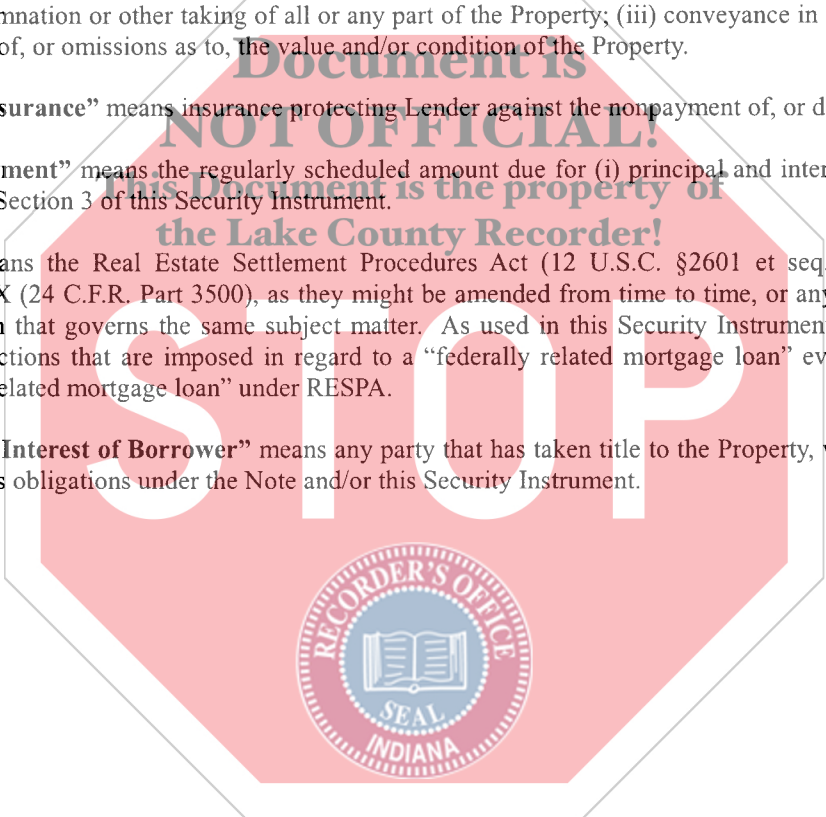 mnation or other taking of all or any part of the Property; (iii) conveyance in
of, or omissions as to, the value and/or condition of the Property.
Document is
surance” means insurance protecting Lender against the nonpayment of, or d
NOT OFFICIAL!
ment” means the regularly scheduled amount due for (i) principal and inter
This Document is the property of
Section 3 of this Security Instrument.
the Lake County Recorder!
ans the Real Estate Settlement Procedures Act (12 U.S.C. §2601 et seq.
X (24 C.F.R. Part 3500), as they might be amended from time to time, or any
n that governs the same subject matter. As used in this Security Instrumen
ctions that are imposed in regard to a “federally related mortgage loan” ev
elated mortgage loan” under RESPA.
STOP
Interest of Borrower” means any party that has taken title to the Property,
s obligations under the Note and/or this Security Instrument.
RECORDER'S OFFICE
SEAL
INDIANA